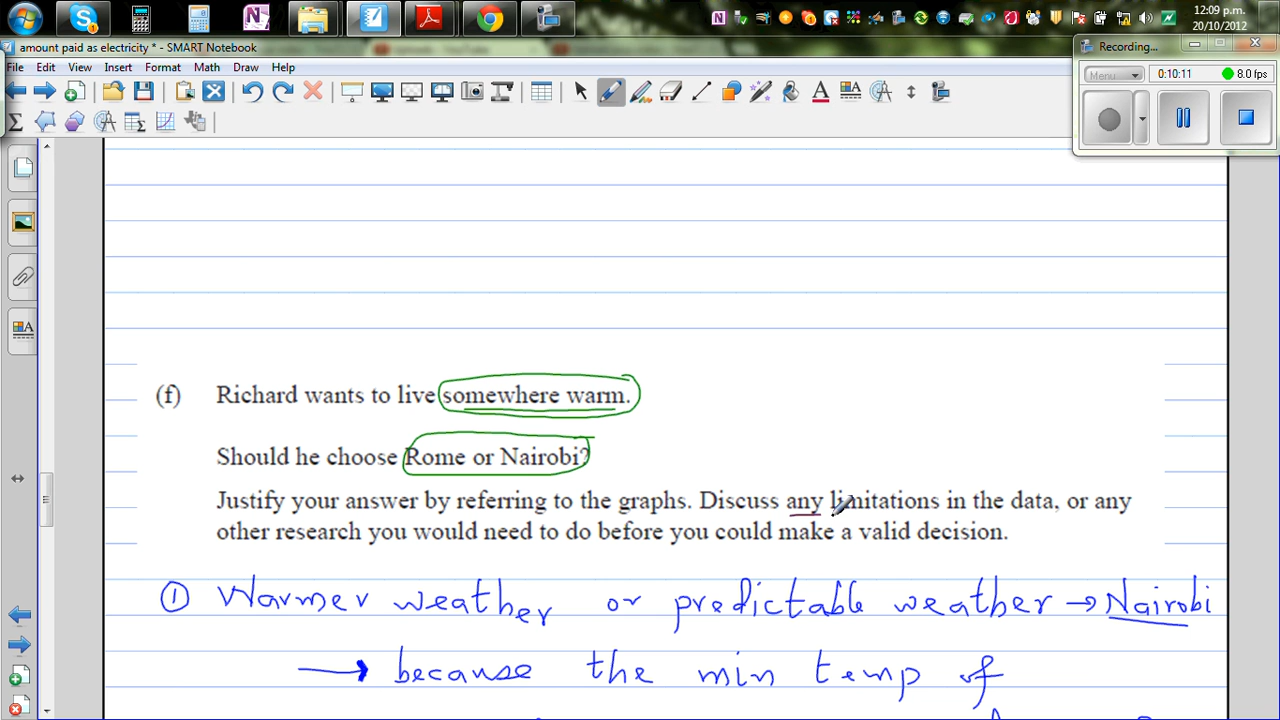 12:09 p.m.
20/10/2012
amount paid as electricity * - SMART Notebook
Recording...
File Edit View Insert Format Math Draw Help
Menu 0:10:11 8.0 fps
(f) Richard wants to live somewhere warm.
Should he choose Rome or Nairobi?
Justify your answer by referring to the graphs. Discuss any limitations in the data, or any
other research you would need to do before you could make a valid decision.
① Warmer weather or predictable weather → Nairobi
→ because the min temp of